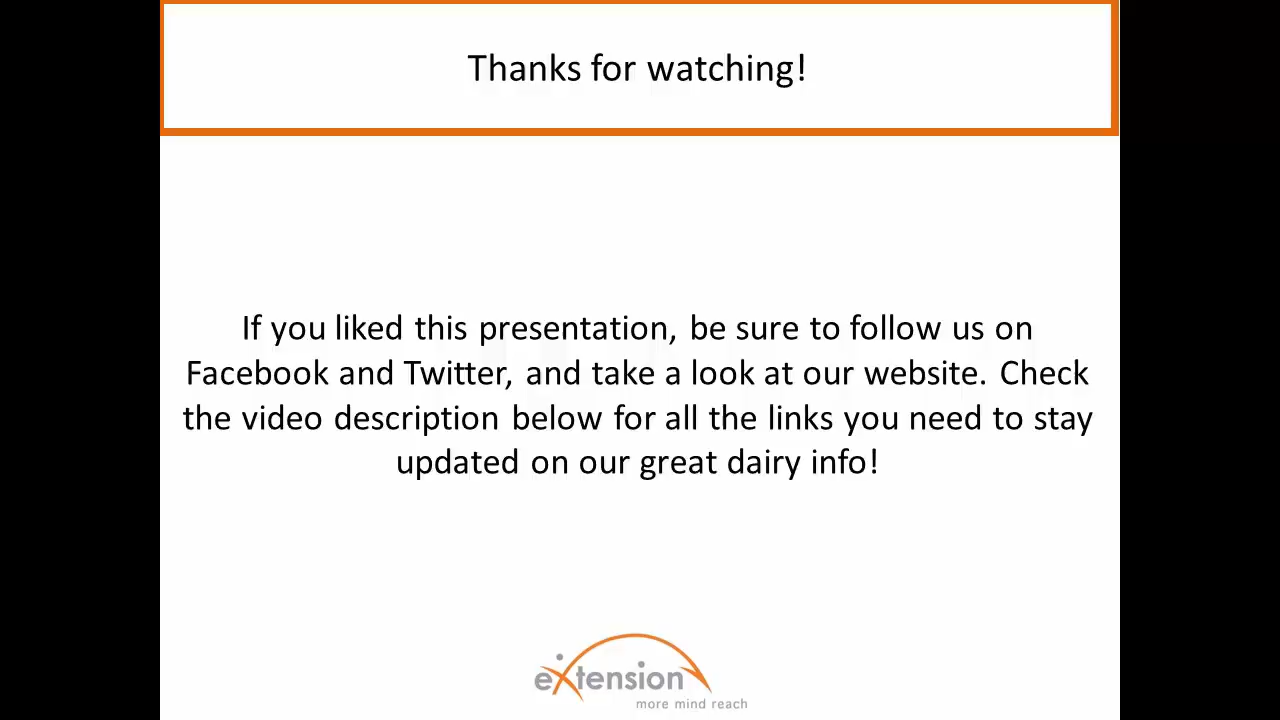 Thanks for watching!
If you liked this presentation, be sure to follow us on
Facebook and Twitter, and take a look at our website. Check
the video description below for all the links you need to stay
updated on our great dairy info!
eXtension
more mind reach